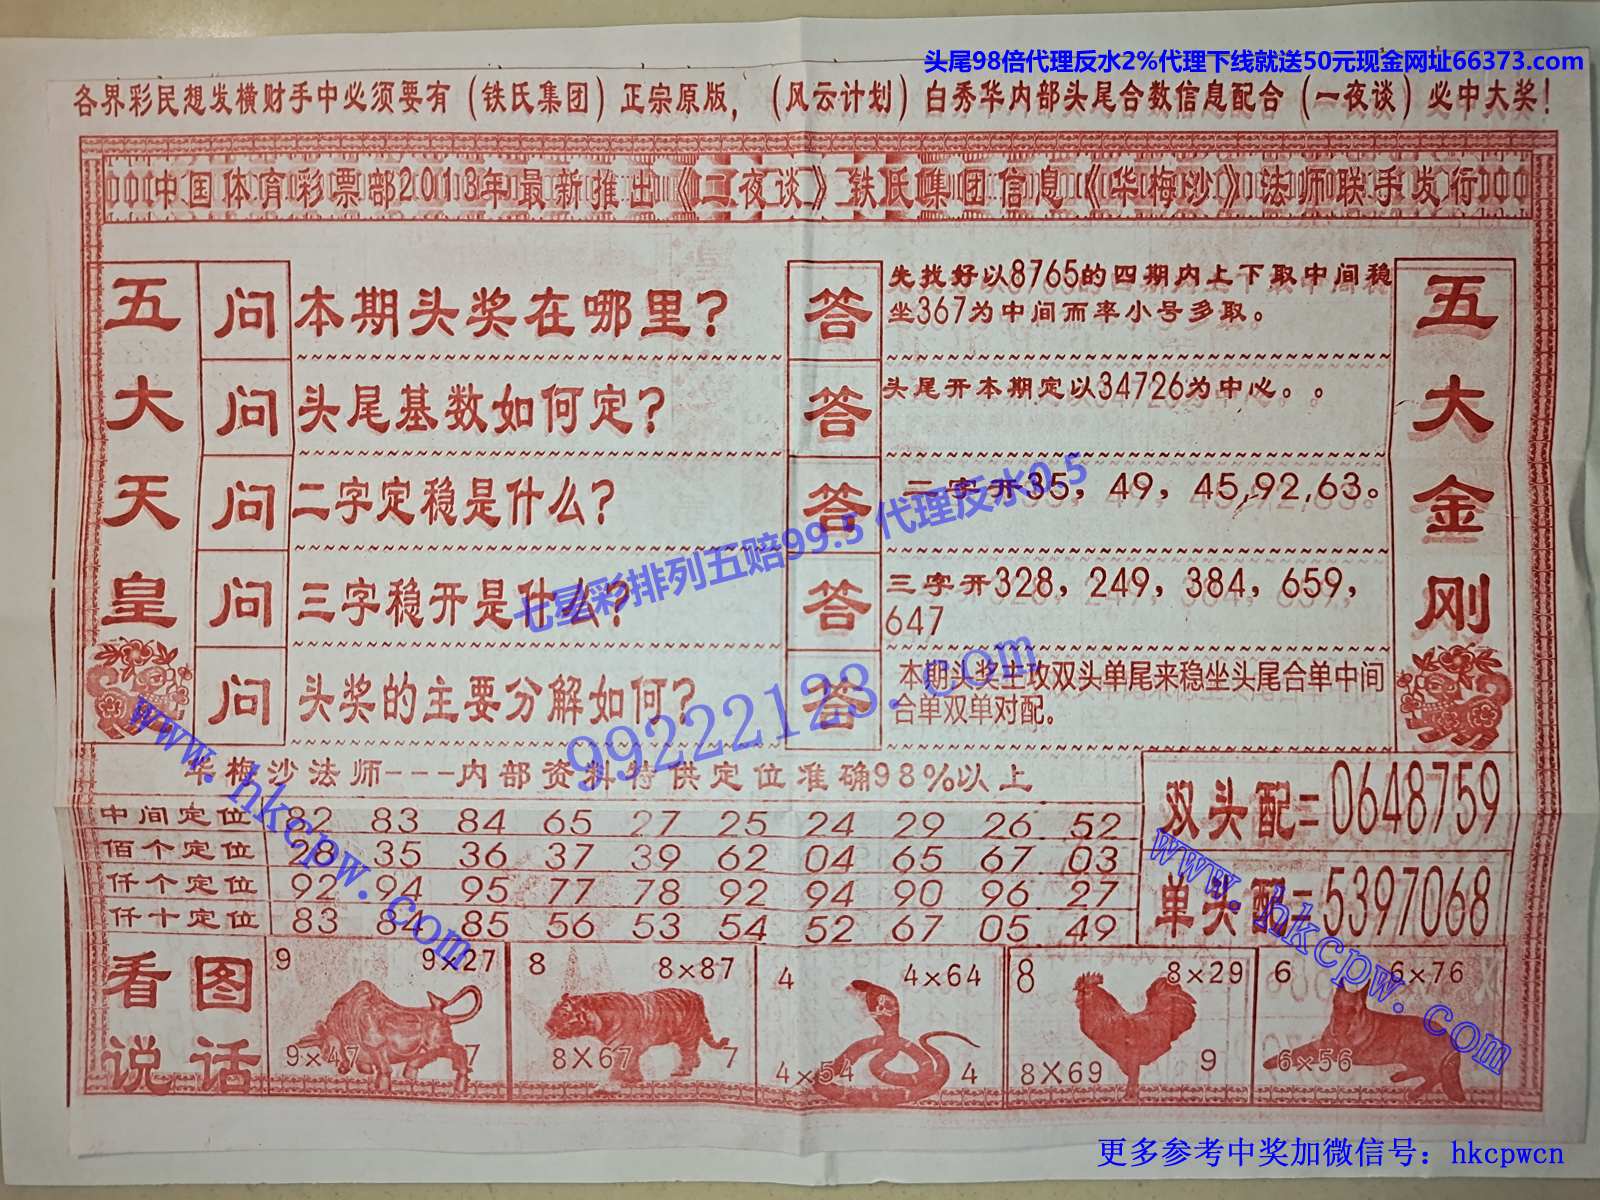 头尾98倍代理反水2%代理下线就送50元现金网址66373.com
各界彩民想发横财手中必须要有(铁氏集团)正宗原版,(风云计划)白秀华内部头尾合数信息配合(一夜谈)必中大奖!
中国体育彩票部2013年最新推出《二夜谈》铁氏集团信息《华梅沙》法师联手发行
五大天皇
问 本期头奖在哪里?
答 先找好以8765的四期内上下取中间稳
坐367为中间而率小号多取。
问 头尾基数如何定?
答 头尾开本期定以34726为中心。。
问 二字定稳是什么?
答 二字开35,49,45,92,63。
问 三字稳开是什么?
答 三字开328,249,384,659,
647
问 头奖的主要分解如何?
答 本期头奖主攻双头单尾来稳坐头尾合单中间
合单双单对配。
五大金刚
七星彩排列五赔99.5 代理反水0.5
99222123.com
华梅沙法师---内部资料特供定位准确98%以上
中间定位 82 83 84 65 27 25 24 29 26 52
佰个定位 28 35 36 37 39 62 04 65 67 03
仟个定位 92 94 95 77 78 92 94 90 96 27
仟十定位 83 84 85 56 53 54 52 67 05 49
双头配=0648759
单头配=5397068
www.hkcpw.com
www.hkcpw.com
看图
说话
9 9×27
9×47 7
8 8×87
8×67 7
4 4×64
4×54 4
8 8×29
8×69 9
6 6×76
6×56
更多参考中奖加微信号：hkcpwcn